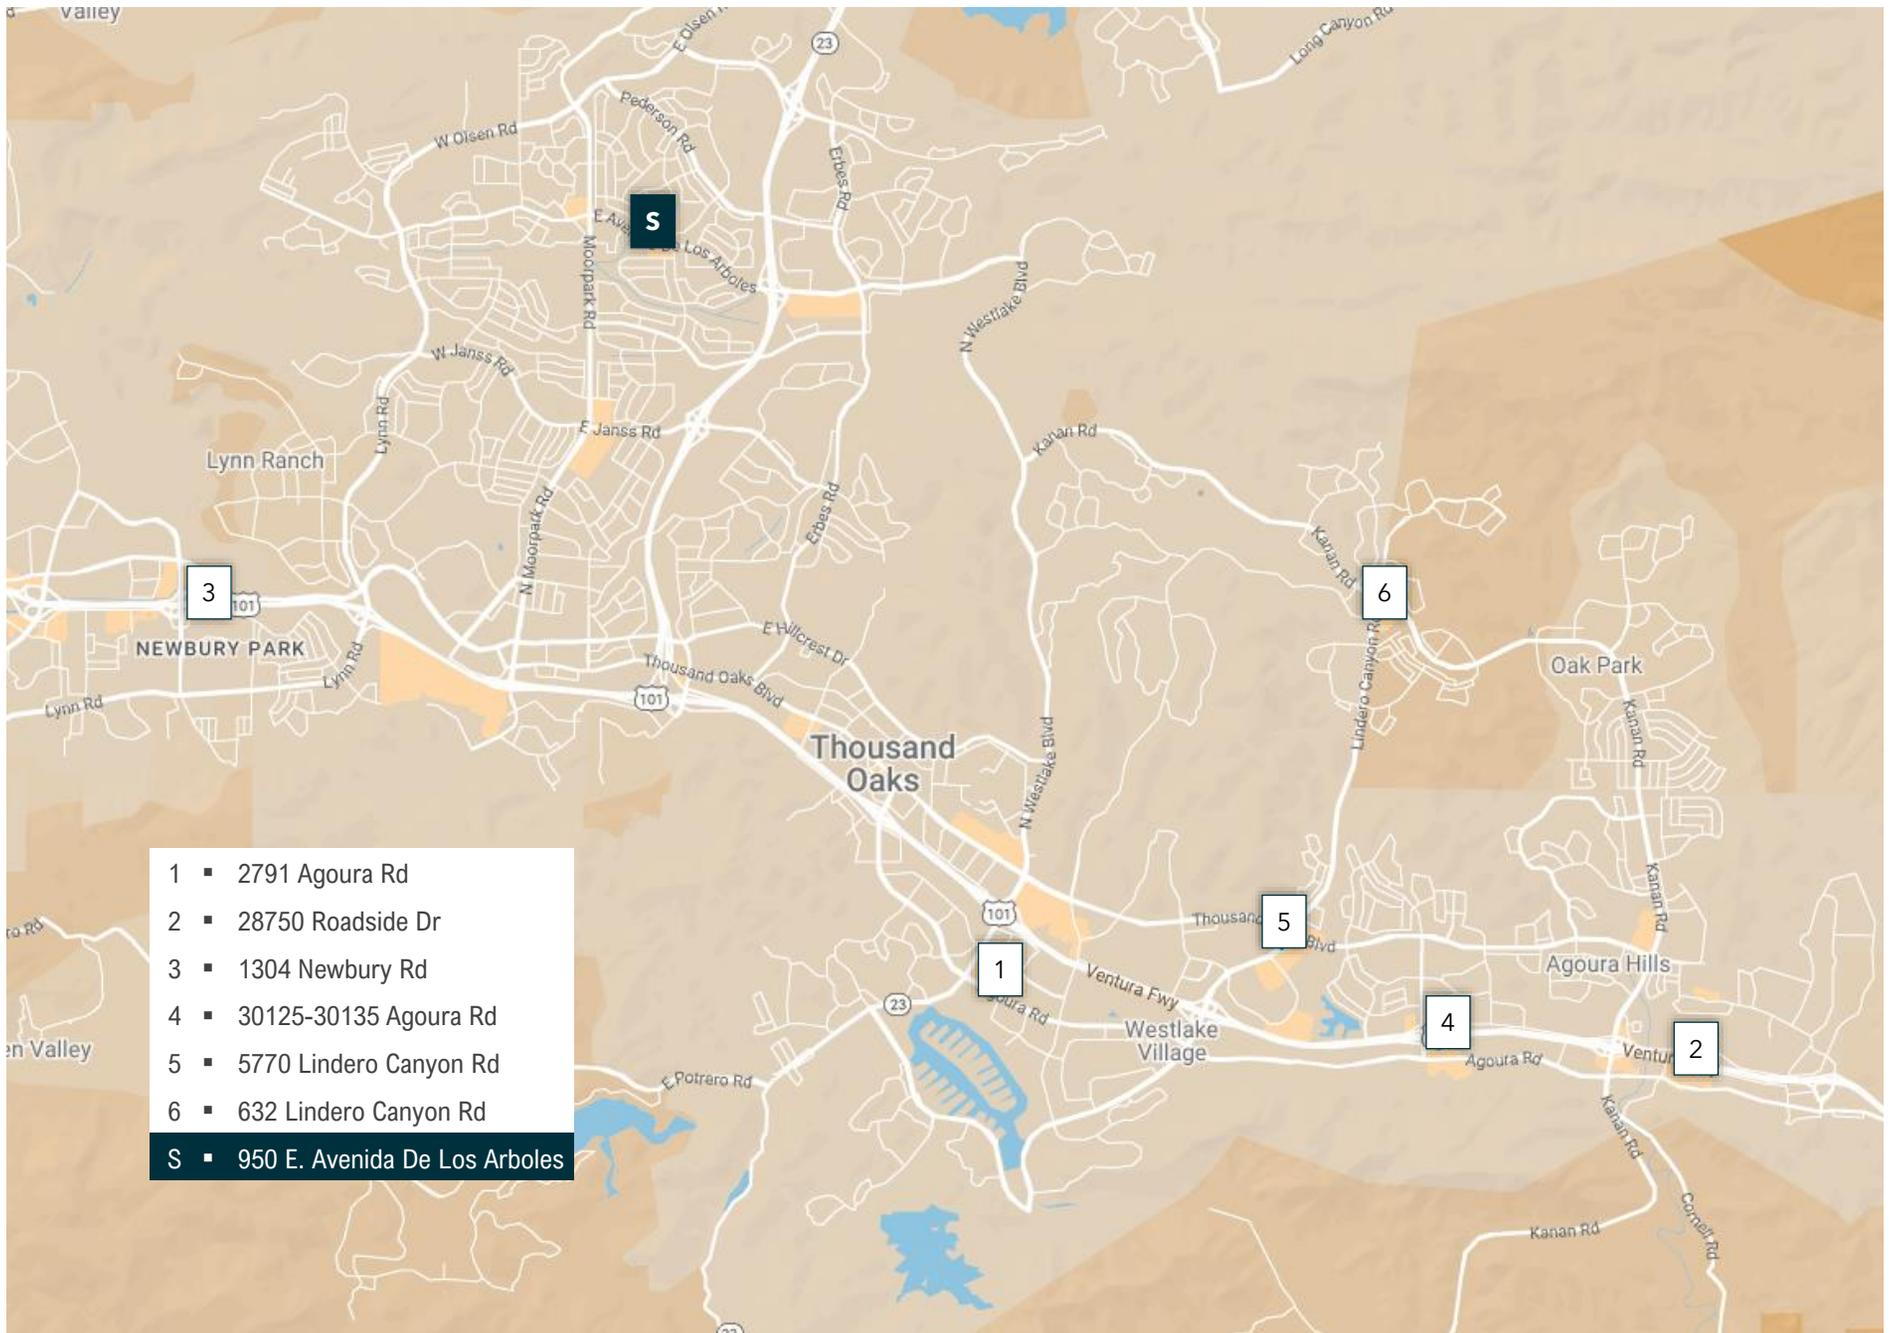 Valley
E Olsen R
23
Long Canyon Rd
Pederson Rd
W Olsen Rd
Erbes Rd
S
E Ave De Los Arboles
Moorpark Rd
N Westlake Blvd
W Janss Rd
Lynn Rd
E Janss Rd
Kanan Rd
Lynn Ranch
N Moorpark Rd
Erbes Rd
Kanan Rd
3
101
6
NEWBURY PARK
E Hillcrest Dr
Lynn Rd
Thousand Oaks Blvd
Lindero Canyon Rd
Oak Park
101
Lynn Rd
Kanan Rd
Thousand
Oaks
N Westlake Blvd
1 ▪ 2791 Agoura Rd
2 ▪ 28750 Roadside Dr
3 ▪ 1304 Newbury Rd
4 ▪ 30125-30135 Agoura Rd
5 ▪ 5770 Lindero Canyon Rd
6 ▪ 632 Lindero Canyon Rd
S ▪ 950 E. Avenida De Los Arboles
Kanan Rd
101
Thousand
5
Blvd
ro Rd
1
Agoura Hills
Ventura Fwy
23
goura Rd
4
Westlake
Village
en Valley
2
Ventur
Agoura Rd
E Potrero Rd
Kanan Rd
Cornell Rd
Kanan Rd